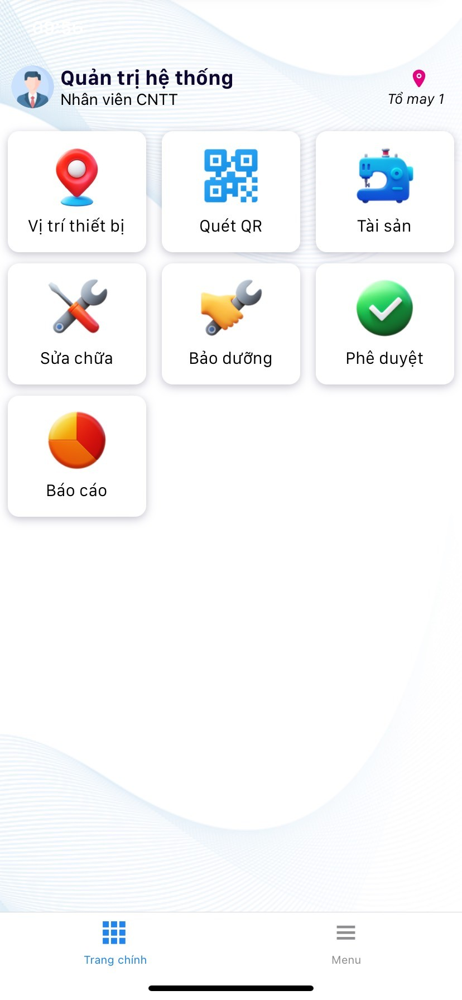 Quản trị hệ thống
Nhân viên CNTT
Tổ may 1
Vị trí thiết bị
Quét QR
Tài sản
Sửa chữa
Bảo dưỡng
Phê duyệt
Báo cáo
Trang chính
Menu